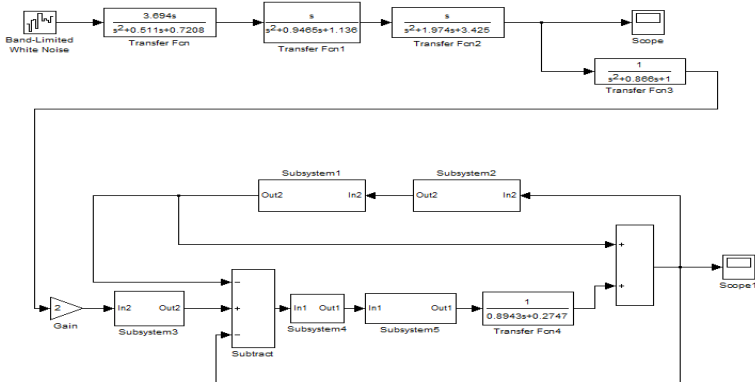 3.694s
s²+0.511s+0.7208
Transfer Fcn
s
s²+0.9465s+1.136
Transfer Fcn1
s
s²+1.974s+3.425
Transfer Fcn2
Scope
Band-Limited
White Noise
1
s²+0.866s+1
Transfer Fcn3
Subsystem1
Out2 In2
Subsystem2
Out2 In2
+
+
Scope1
2
Gain
In2 Out2
Subsystem3
−
+
−
Subtract
In1 Out1
Subsystem4
In1 Out1
Subsystem5
1
0.8943s+0.2747
Transfer Fcn4